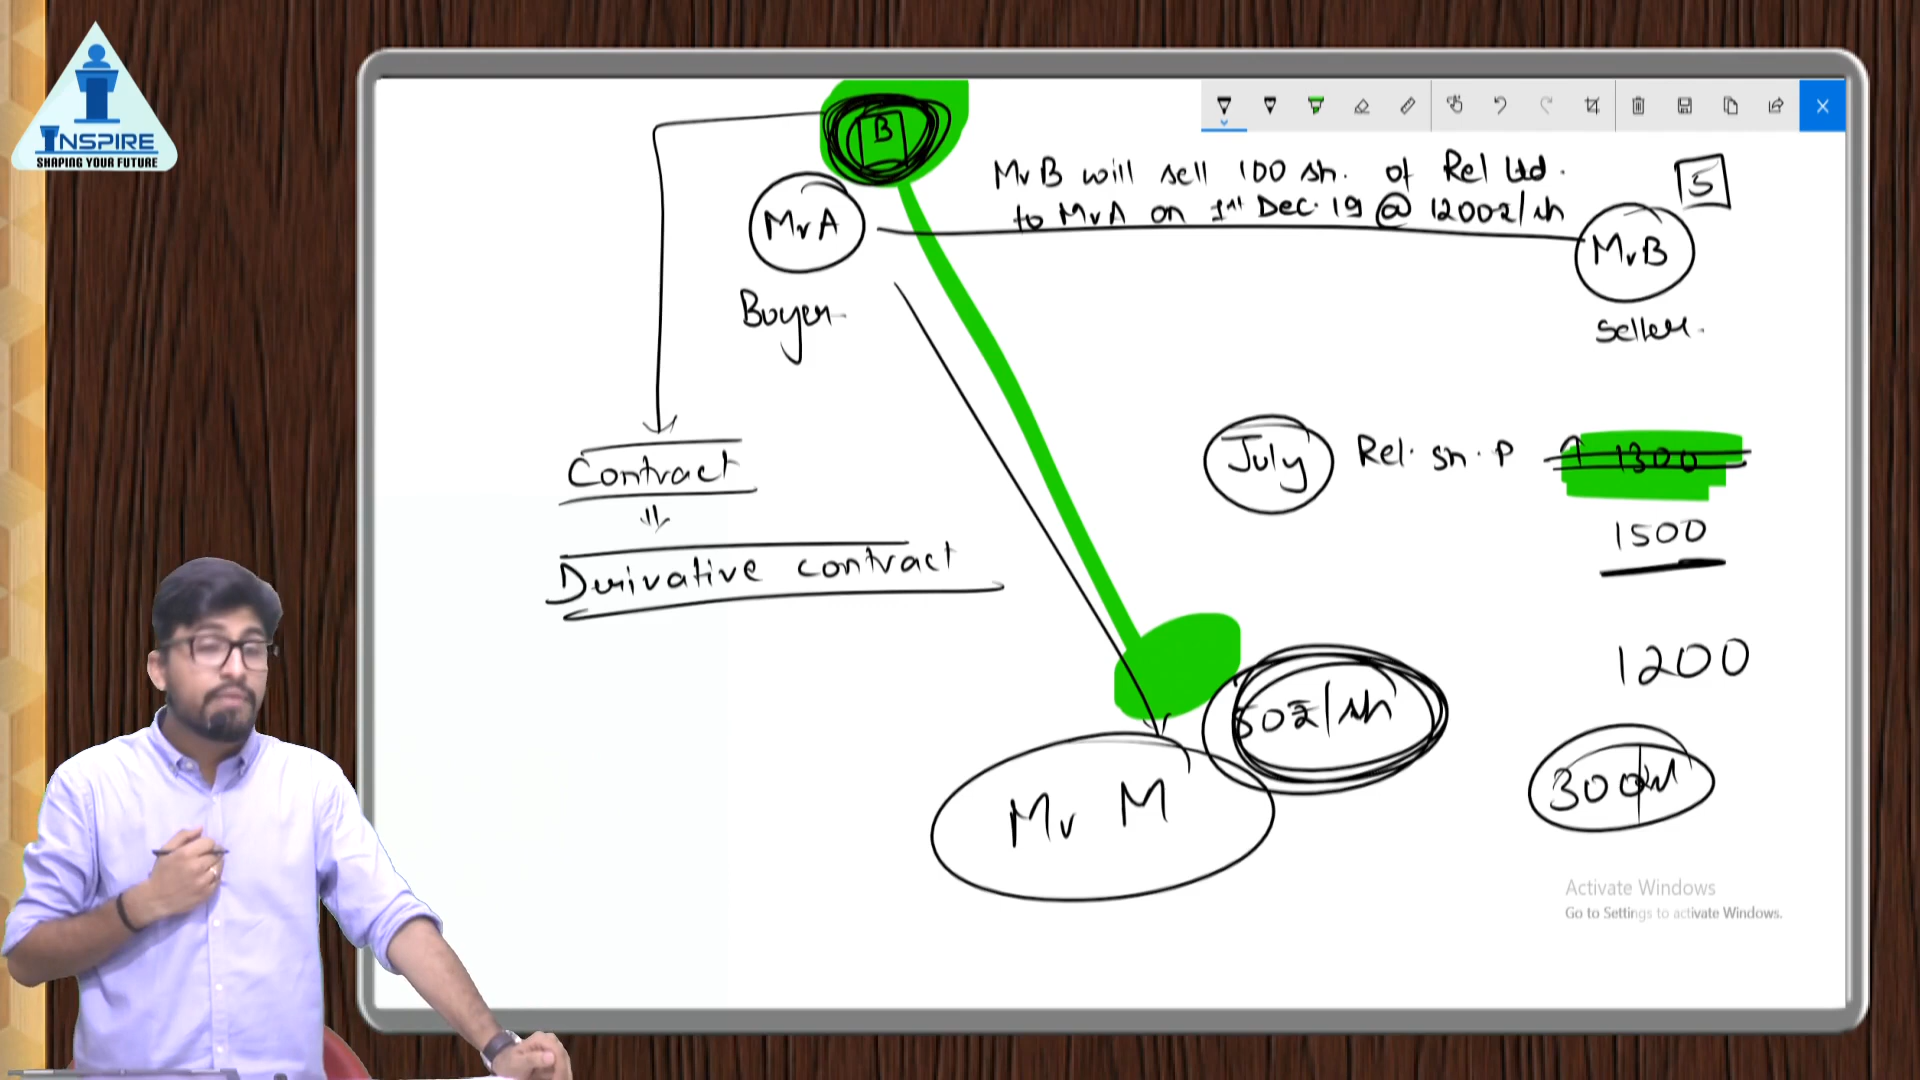 INSPIRE
SHAPING YOUR FUTURE
B
Mr B will sell 100 sh. of Rel Ltd.
to Mr A on 1st Dec. 19 @ 1200₹/sh
S
Mr A
Buyer
Mr B
Seller.
July Rel. sh. P ↑ 1300
1500
Contract
Derivative contract
1200
50₹/sh
300
Mr M
Activate Windows
Go to Settings to activate Windows.